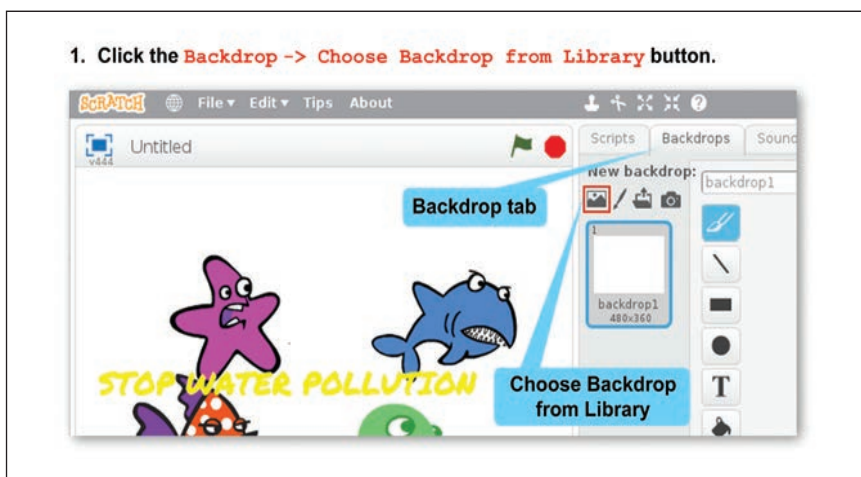 1. Click the Backdrop -> Choose Backdrop from Library button.
SCRATCH File Edit Tips About
v444
Untitled
Scripts Backdrops Sound
New backdrop:
backdrop1
Backdrop tab
1
backdrop1
480x360
T
STOP WATER POLLUTION
Choose Backdrop
from Library